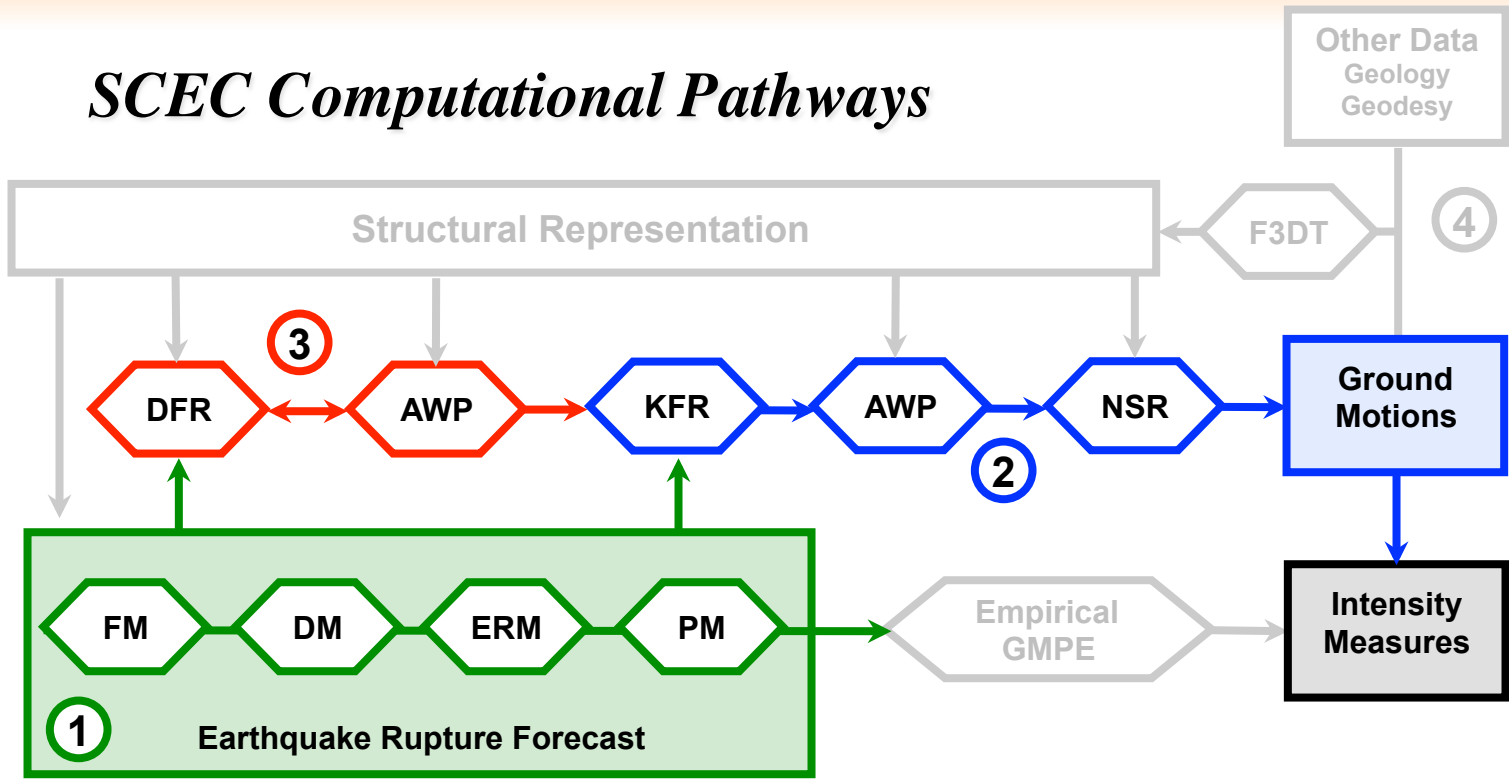 Other Data
Geology
Geodesy
SCEC Computational Pathways
Structural Representation
F3DT
4
3
DFR
AWP
KFR
AWP
NSR
Ground
Motions
2
FM
DM
ERM
PM
Empirical
GMPE
Intensity
Measures
1
Earthquake Rupture Forecast